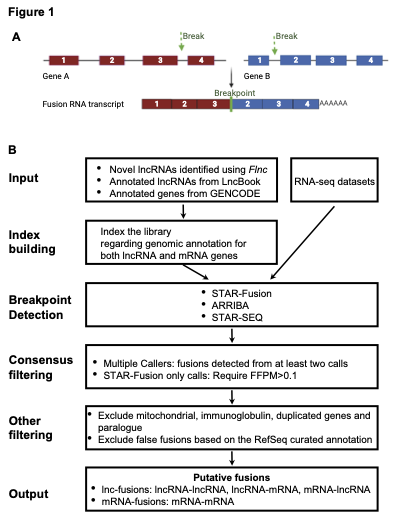 Figure 1
A
Break
Break
1 2 3 4 1 2 3 4
Gene A
Gene B
Breakpoint
Fusion RNA transcript 1 2 3 2 3 4 AAAAAA
B
Input
• Novel lncRNAs identified using Flnc
• Annotated lncRNAs from LncBook
• Annotated genes from GENCODE
RNA-seq datasets
Index
building
Index the library
regarding genomic annotation for
both lncRNA and mRNA genes
Breakpoint
Detection
• STAR-Fusion
• ARRIBA
• STAR-SEQ
Consensus
filtering
• Multiple Callers: fusions detected from at least two calls
• STAR-Fusion only calls: Require FFPM>0.1
Other
filtering
• Exclude mitochondrial, immunoglobulin, duplicated genes and
paralogue
• Exclude false fusions based on the RefSeq curated annotation
Output
Putative fusions
• lnc-fusions: lncRNA-lncRNA, lncRNA-mRNA, mRNA-lncRNA
• mRNA-fusions: mRNA-mRNA